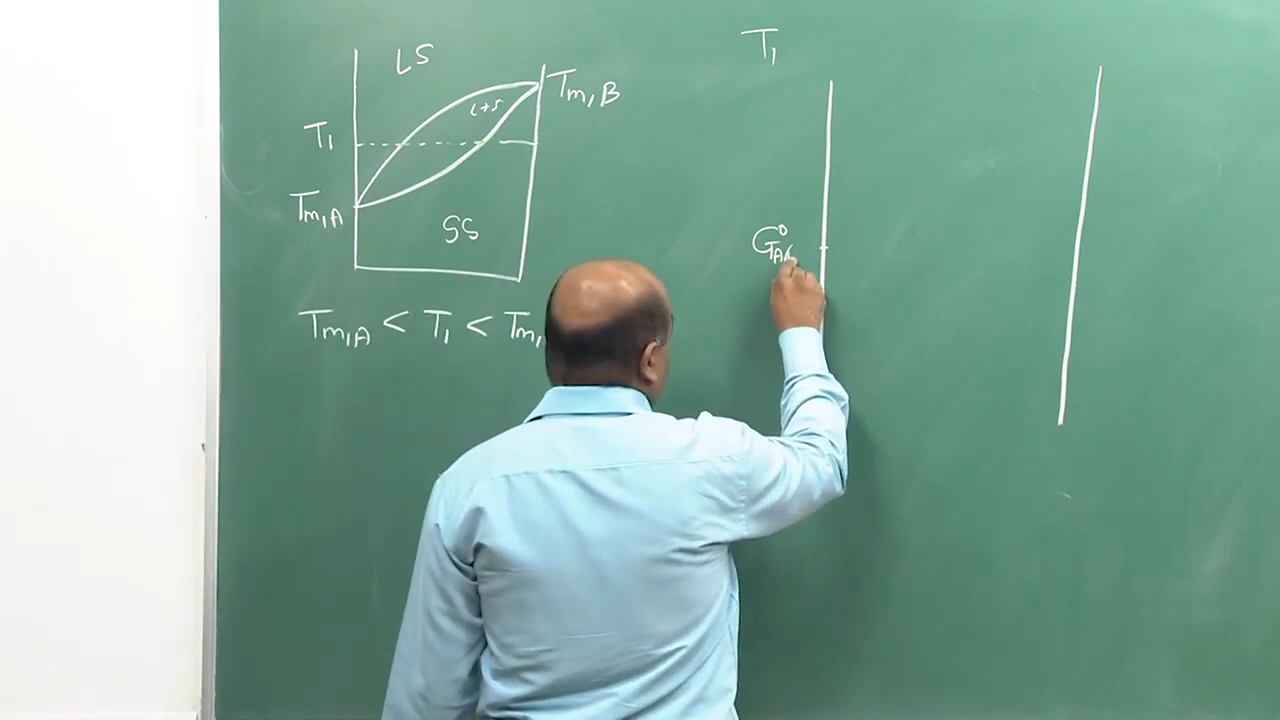 LS
Tm,B
L+S
T1
Tm,A
SS
Tm,A < T1 < Tm,
T1
G°A